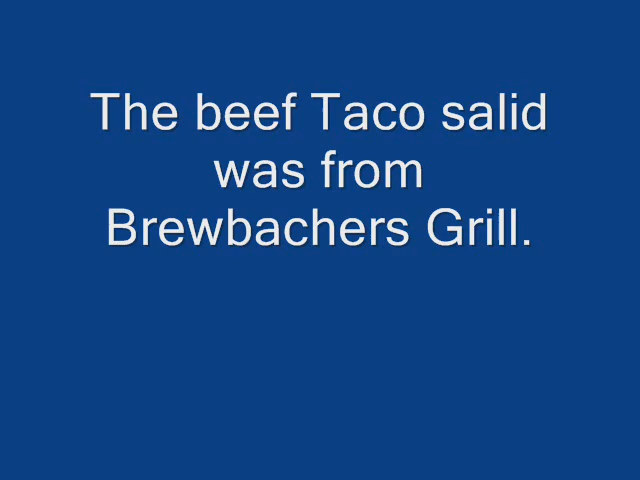 The beef Taco salid
was from
Brewbachers Grill.